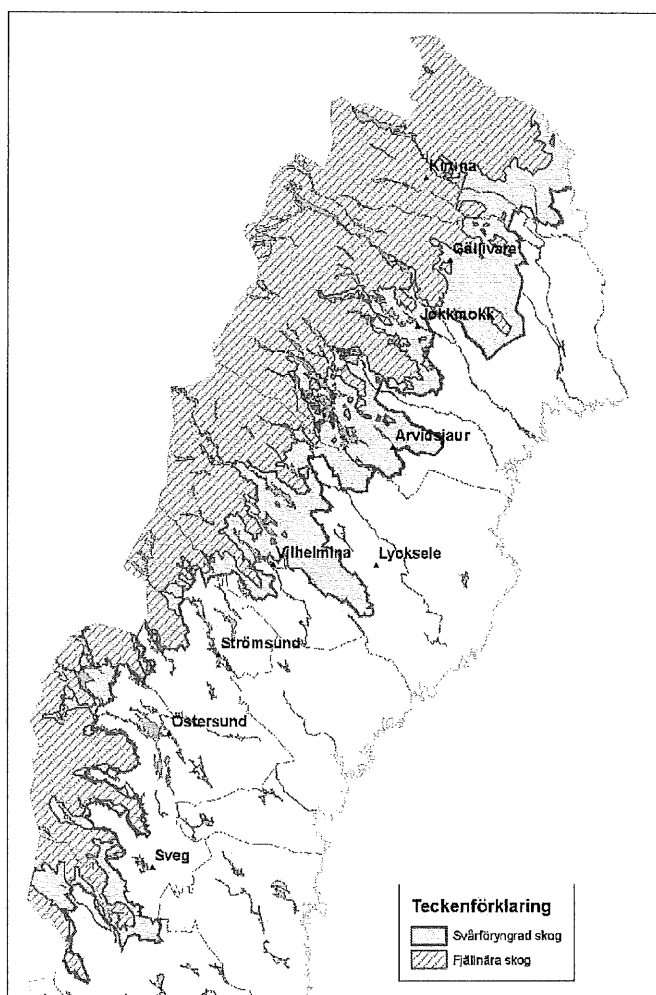 Kiruna
Gällivare
Jokkmokk
Arvidsjaur
Vilhelmina
Lycksele
Strömsund
Östersund
Sveg
Teckenförklaring
Svårföryngrad skog
Fjällnära skog